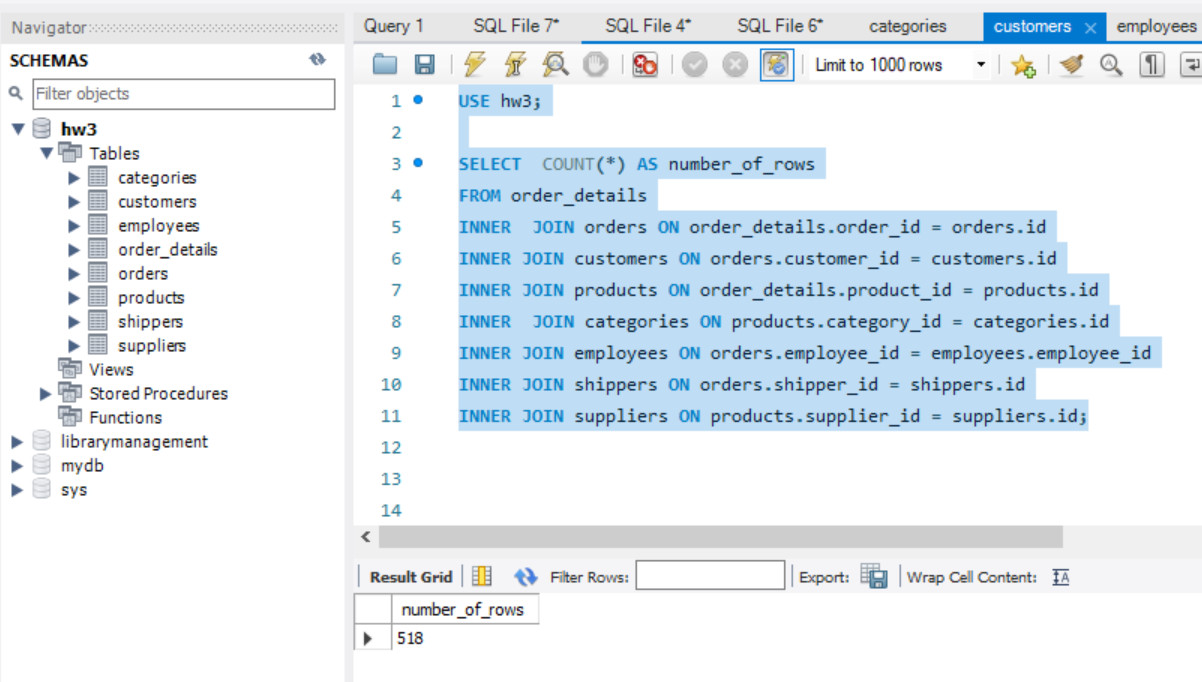 Navigator
SCHEMAS
Filter objects
hw3
Tables
categories
customers
employees
order_details
orders
products
shippers
suppliers
Views
Stored Procedures
Functions
librarymanagement
mydb
sys
Query 1 SQL File 7* SQL File 4* SQL File 6* categories customers employees
Limit to 1000 rows
1 USE hw3;
2
3 SELECT  COUNT(*) AS number_of_rows
4 FROM order_details
5 INNER  JOIN orders ON order_details.order_id = orders.id
6 INNER JOIN customers ON orders.customer_id = customers.id
7 INNER JOIN products ON order_details.product_id = products.id
8 INNER  JOIN categories ON products.category_id = categories.id
9 INNER JOIN employees ON orders.employee_id = employees.employee_id
10 INNER JOIN shippers ON orders.shipper_id = shippers.id
11 INNER JOIN suppliers ON products.supplier_id = suppliers.id;
12
13
14
Result Grid Filter Rows: Export: Wrap Cell Content:
number_of_rows
518